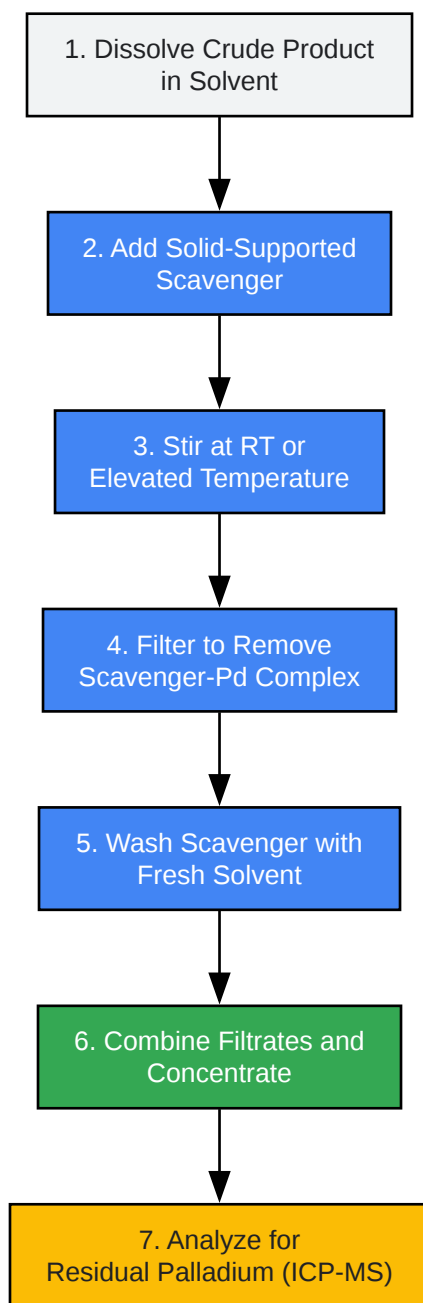 1. Dissolve Crude Product
in Solvent
2. Add Solid-Supported
Scavenger
3. Stir at RT or
Elevated Temperature
4. Filter to Remove
Scavenger-Pd Complex
5. Wash Scavenger with
Fresh Solvent
6. Combine Filtrates and
Concentrate
7. Analyze for
Residual Palladium (ICP-MS)